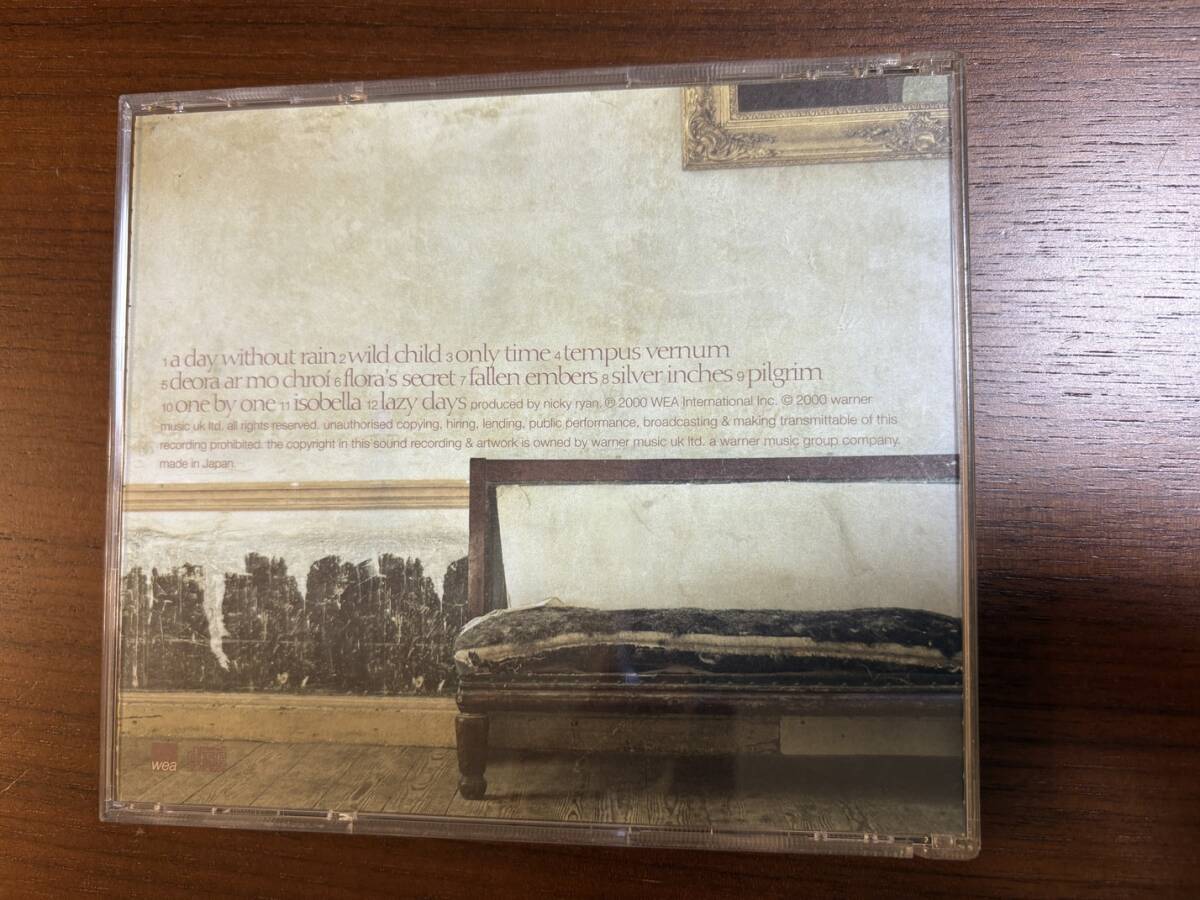 1 a day without rain 2 wild child 3 only time 4 tempus vernum
5 deora ar mo chroí 6 flora's secret 7 fallen embers 8 silver inches 9 pilgrim
10 one by one 11 isobella 12 lazy days produced by nicky ryan. ℗ 2000 WEA International Inc. © 2000 warner
music uk ltd. all rights reserved. unauthorised copying, hiring, lending, public performance, broadcasting & making transmittable of this
recording prohibited. the copyright in this sound recording & artwork is owned by warner music uk ltd. a warner music group company.
made in Japan.
wea